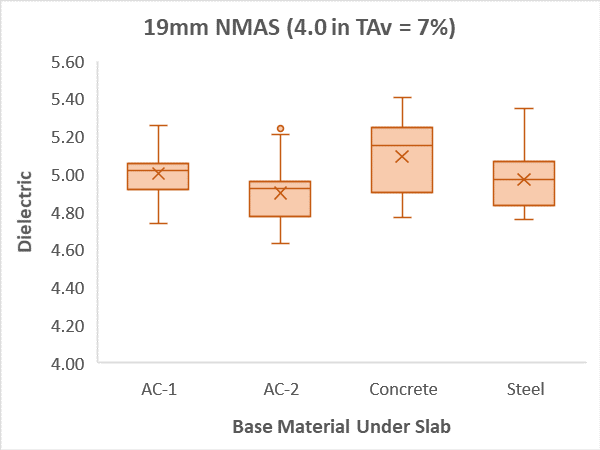 19mm NMAS (4.0 in TAv = 7%)
5.60
5.40
5.20
5.00
4.80
4.60
4.40
4.20
4.00
Dielectric
AC-1 AC-2 Concrete Steel
Base Material Under Slab